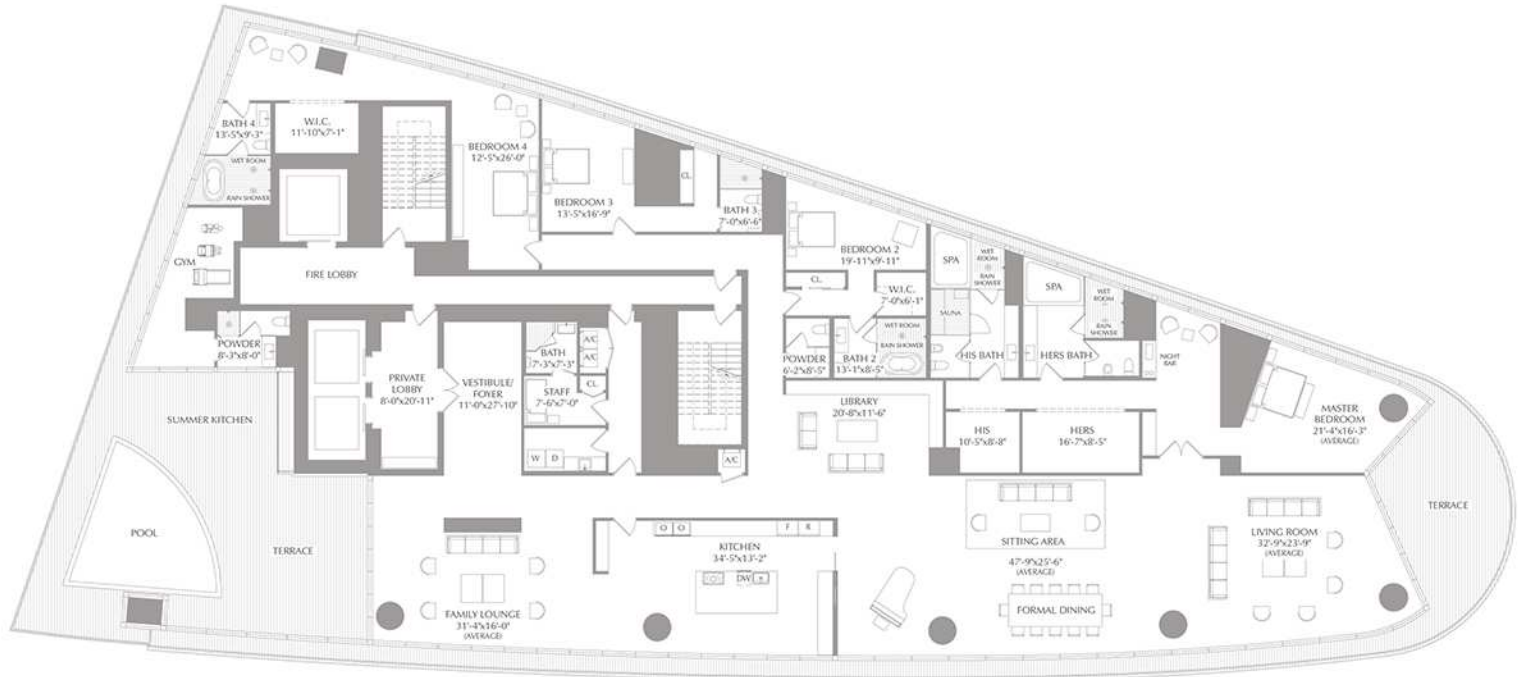 BATH 4
13'-5"x9'-3"
W.I.C.
11'-10"x7'-1"
WET ROOM
RAIN SHOWER
BEDROOM 4
12'-5"x26'-0"
BEDROOM 3
13'-5"x16'-9"
CL.
BATH 3
7'-0"x6'-6"
GYM
FIRE LOBBY
BEDROOM 2
19'-11"x9'-11"
CL.
W.I.C.
7'-0"x6'-1"
SPA
WET
ROOM
RAIN
SHOWER
SAUNA
SPA
WET
ROOM
RAIN
SHOWER
POWDER
8'-3"x8'-0"
PRIVATE
LOBBY
8'-0"x20'-11"
VESTIBULE/
FOYER
11'-0"x27'-10"
BATH
7'-3"x7'-3"
A/C
A/C
CL.
STAFF
7'-6"x7'-0"
W D
A/C
POWDER
6'-2"x8'-5"
BATH 2
13'-1"x8'-5"
WET ROOM
RAIN SHOWER
HIS BATH
HERS BATH
NIGHT
BAR
LIBRARY
20'-8"x11'-6"
HIS
10'-5"x8'-8"
HERS
16'-7"x8'-5"
MASTER
BEDROOM
21'-4"x16'-3"
(AVERAGE)
SUMMER KITCHEN
POOL
TERRACE
FAMILY LOUNGE
31'-4"x16'-0"
(AVERAGE)
O O
F R
KITCHEN
34'-5"x13'-2"
DW
SITTING AREA
47'-9"x25'-6"
(AVERAGE)
FORMAL DINING
LIVING ROOM
32'-9"x23'-9"
(AVERAGE)
TERRACE